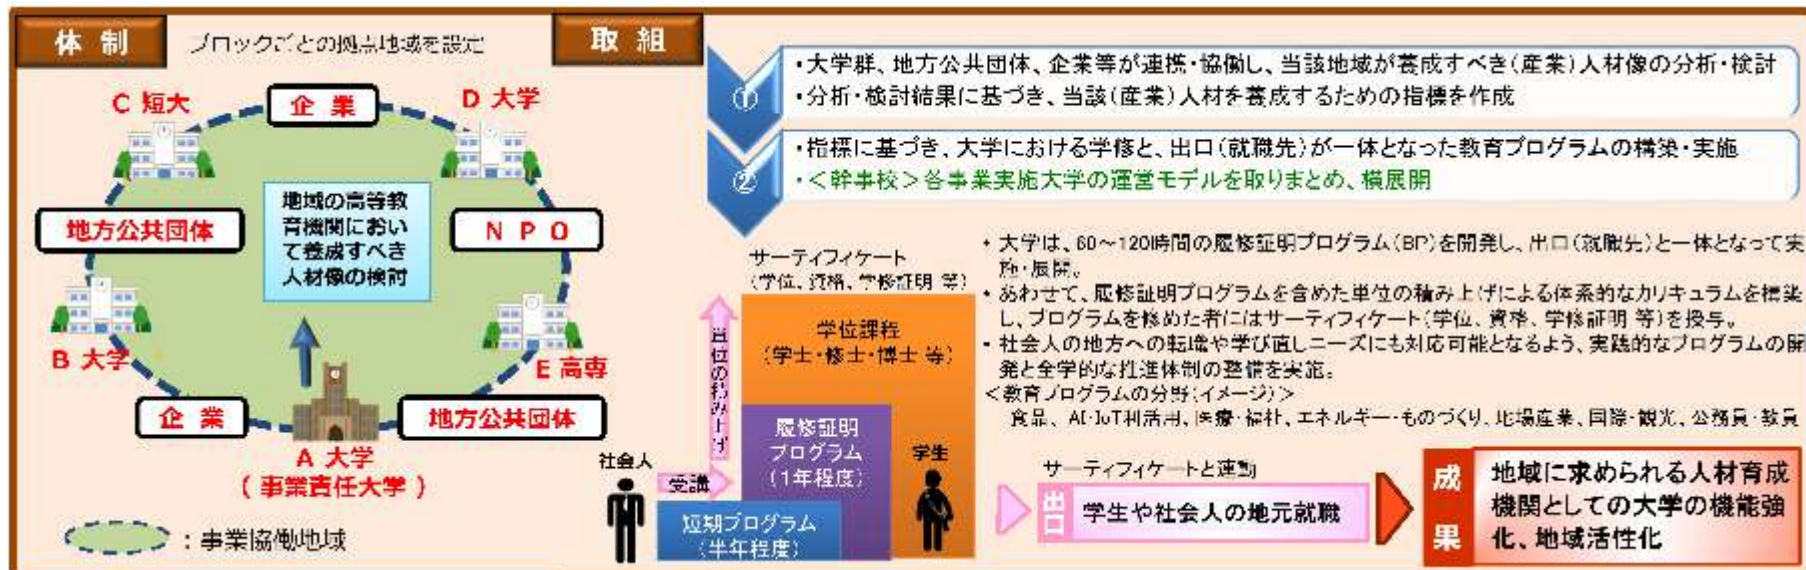 体 制
ブロックごとの拠点地域を設定
C 短大
企 業
D 大学
地方公共団体
地域の高等教
育機関におい
て養成すべき
人材像の検討
N P O
B 大学
E 高専
企 業
A 大学
( 事業責任大学 )
地方公共団体
:事業協働地域
取 組
①
・大学群、地方公共団体、企業等が連携・協働し、当該地域が養成すべき(産業)人材像の分析・検討
・分析・検討結果に基づき、当該(産業)人材を養成するための指標を作成
②
・指標に基づき、大学における学修と、出口(就職先)が一体となった教育プログラムの構築・実施
・<幹事校>各事業実施大学の運営モデルを取りまとめ、横展開
サーティフィケート
(学位、資格、学修証明 等)
単位の積み上げ
学位課程
(学士・修士・博士 等)
履修証明
プログラム
(1年程度)
短期プログラム
(半年程度)
社会人
受講
学生
・大学は、60~120時間の履修証明プログラム(BP)を開発し、出口(就職先)と一体となって実
施・展開。
・あわせて、履修証明プログラムを含めた単位の積み上げによる体系的なカリキュラムを構築
し、プログラムを修めた者にはサーティフィケート(学位、資格、学修証明 等)を授与。
・社会人の地方への転職や学び直しニーズにも対応可能となるよう、実践的なプログラムの開
発と全学的な推進体制の整備を実施。
<教育プログラムの分野(イメージ)>
食品、AI・IoT利活用、医療・福祉、エネルギー・ものづくり、地場産業、国際・観光、公務員・教員
サーティフィケートと連動
出口
学生や社会人の地元就職
成果
地域に求められる人材育成
機関としての大学の機能強
化、地域活性化